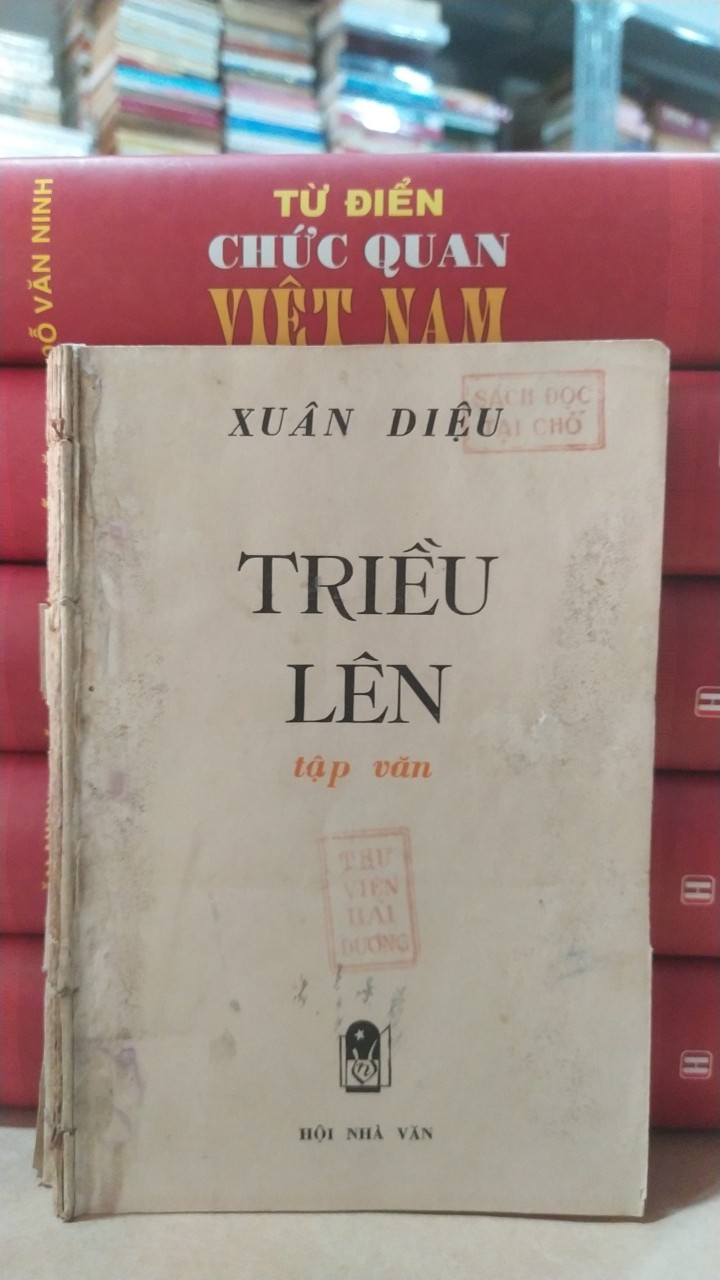 TỪ ĐIỂN
CHỨC QUAN
VIỆT NAM
ĐỖ VĂN NINH
XUÂN DIỆU
SÁCH ĐỌC
TẠI CHỖ
TRIỀU
LÊN
tập văn
THƯ
VIỆN
HẢI
DƯƠNG
HỘI NHÀ VĂN
H
H
H